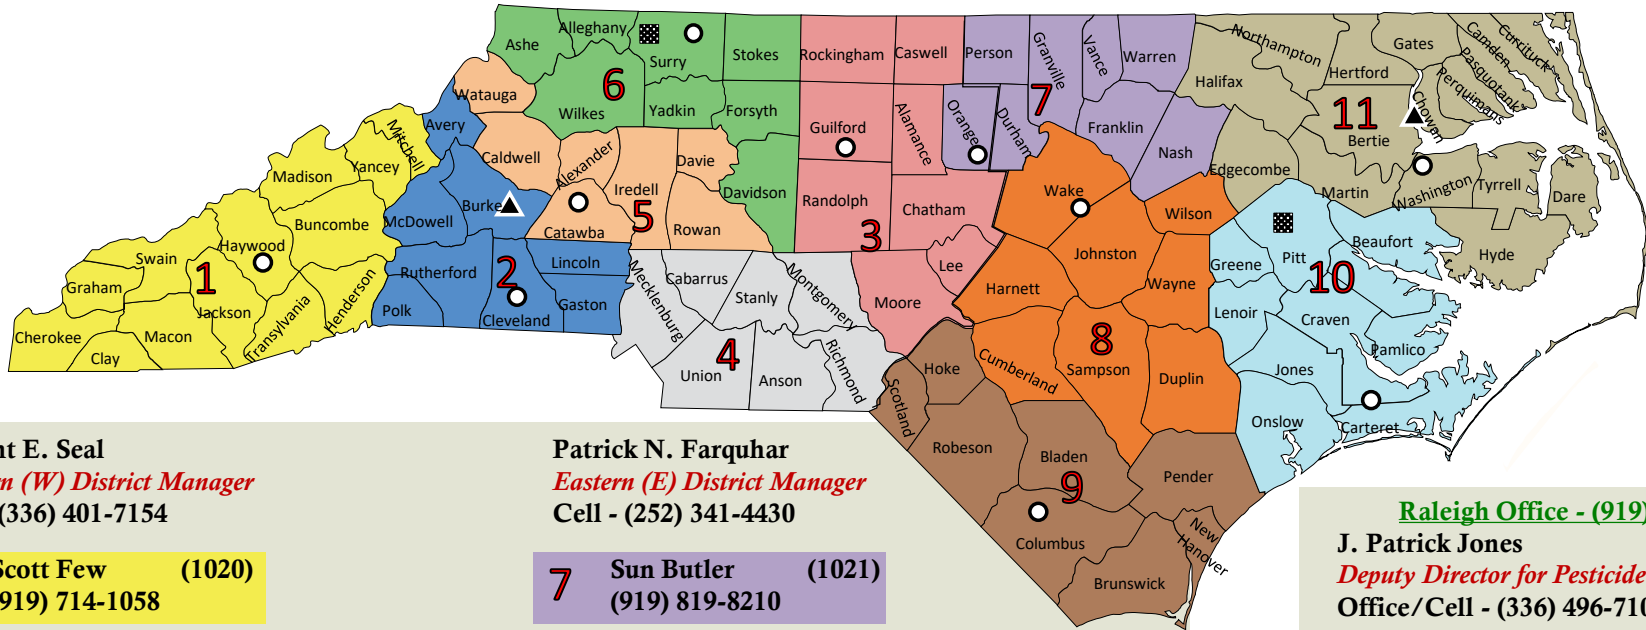 Ashe
Alleghany
Surry
Stokes
Rockingham
Caswell
Person
Granville
Vance
Warren
Northampton
Gates
Camden
Currituck
Pasquotank
Perquimans
Hertford
Halifax
Watauga
6
Wilkes
Yadkin
Forsyth
7
Chowan
11
Bertie
Avery
Mitchell
Guilford
Alamance
Orange
Durham
Franklin
Nash
Edgecombe
Caldwell
Alexander
Davie
Yancey
Madison
Iredell
Davidson
Randolph
Chatham
Wake
Wilson
Martin
Washington
Tyrrell
Dare
Burke
McDowell
Buncombe
5
Catawba
Rowan
3
Haywood
Swain
Graham
1
Jackson
Rutherford
2
Lincoln
Gaston
Cleveland
Polk
Henderson
Transylvania
Macon
Cherokee
Clay
Mecklenburg
Cabarrus
Stanly
Montgomery
Lee
Moore
Harnett
Johnston
Wayne
Greene
Pitt
Beaufort
Hyde
10
Lenoir
Craven
Pamlico
Jones
Onslow
Carteret
4
Union
Anson
Richmond
Hoke
Scotland
Cumberland
8
Sampson
Duplin
Robeson
Bladen
9
Pender
Columbus
New
Hanover
Brunswick
nt E. Seal
n (W) District Manager
(336) 401-7154
Scott Few (1020)
919) 714-1058
Patrick N. Farquhar
Eastern (E) District Manager
Cell - (252) 341-4430
7 Sun Butler (1021)
(919) 819-8210
Raleigh Office - (919)
J. Patrick Jones
Deputy Director for Pesticide
Office/Cell - (336) 496-710